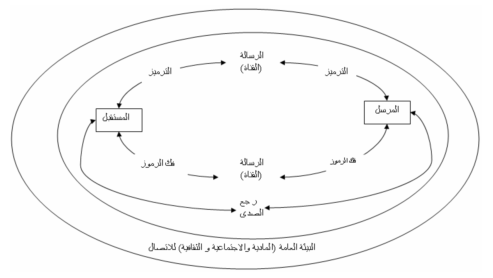 الرسالة
(القناة)
الترميز
الترميز
المرسل
المستقبل
فك الرموز
الرسالة
(القناة)
فك الرموز
رجع
الصدى
البيئة العامة (المادية والاجتماعية و الثقافية) للاتصال